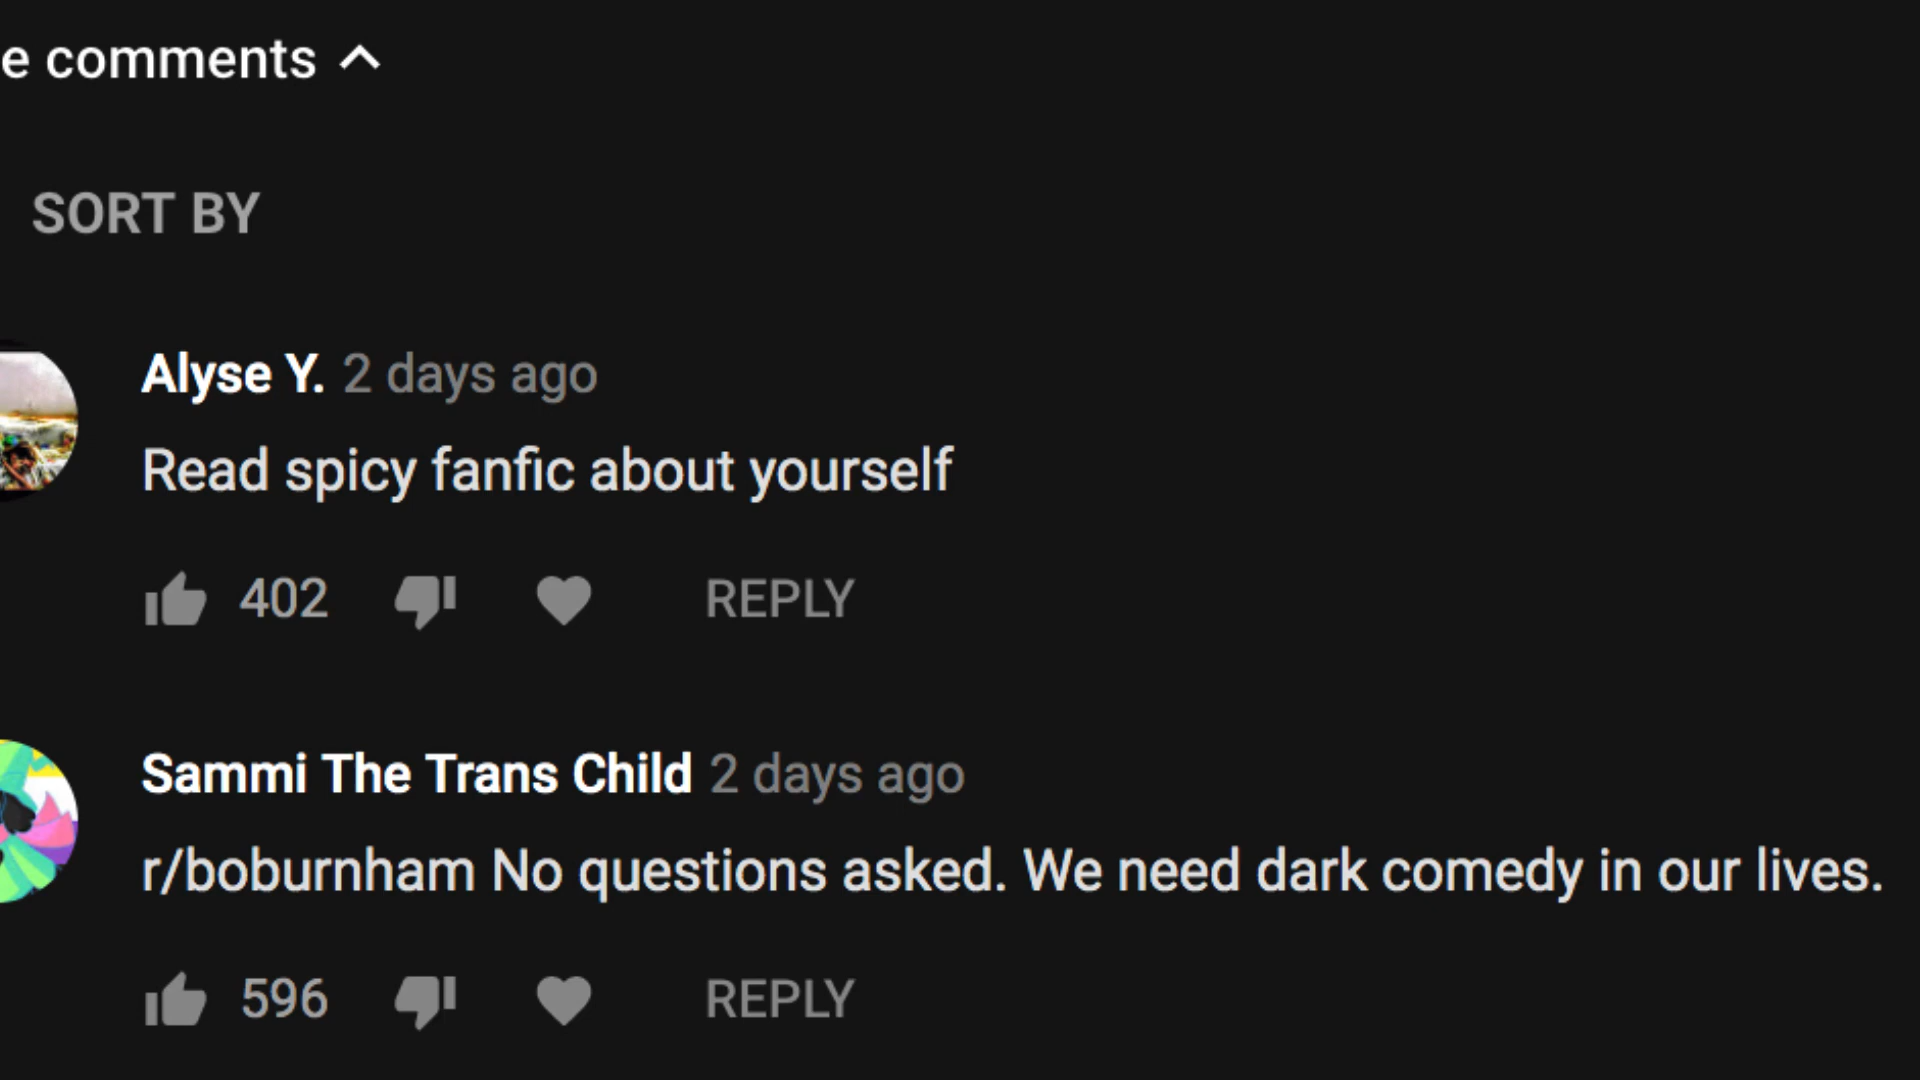 e comments
SORT BY
Alyse Y. 2 days ago
Read spicy fanfic about yourself
402 REPLY
Sammi The Trans Child 2 days ago
r/boburnham No questions asked. We need dark comedy in our lives.
596 REPLY